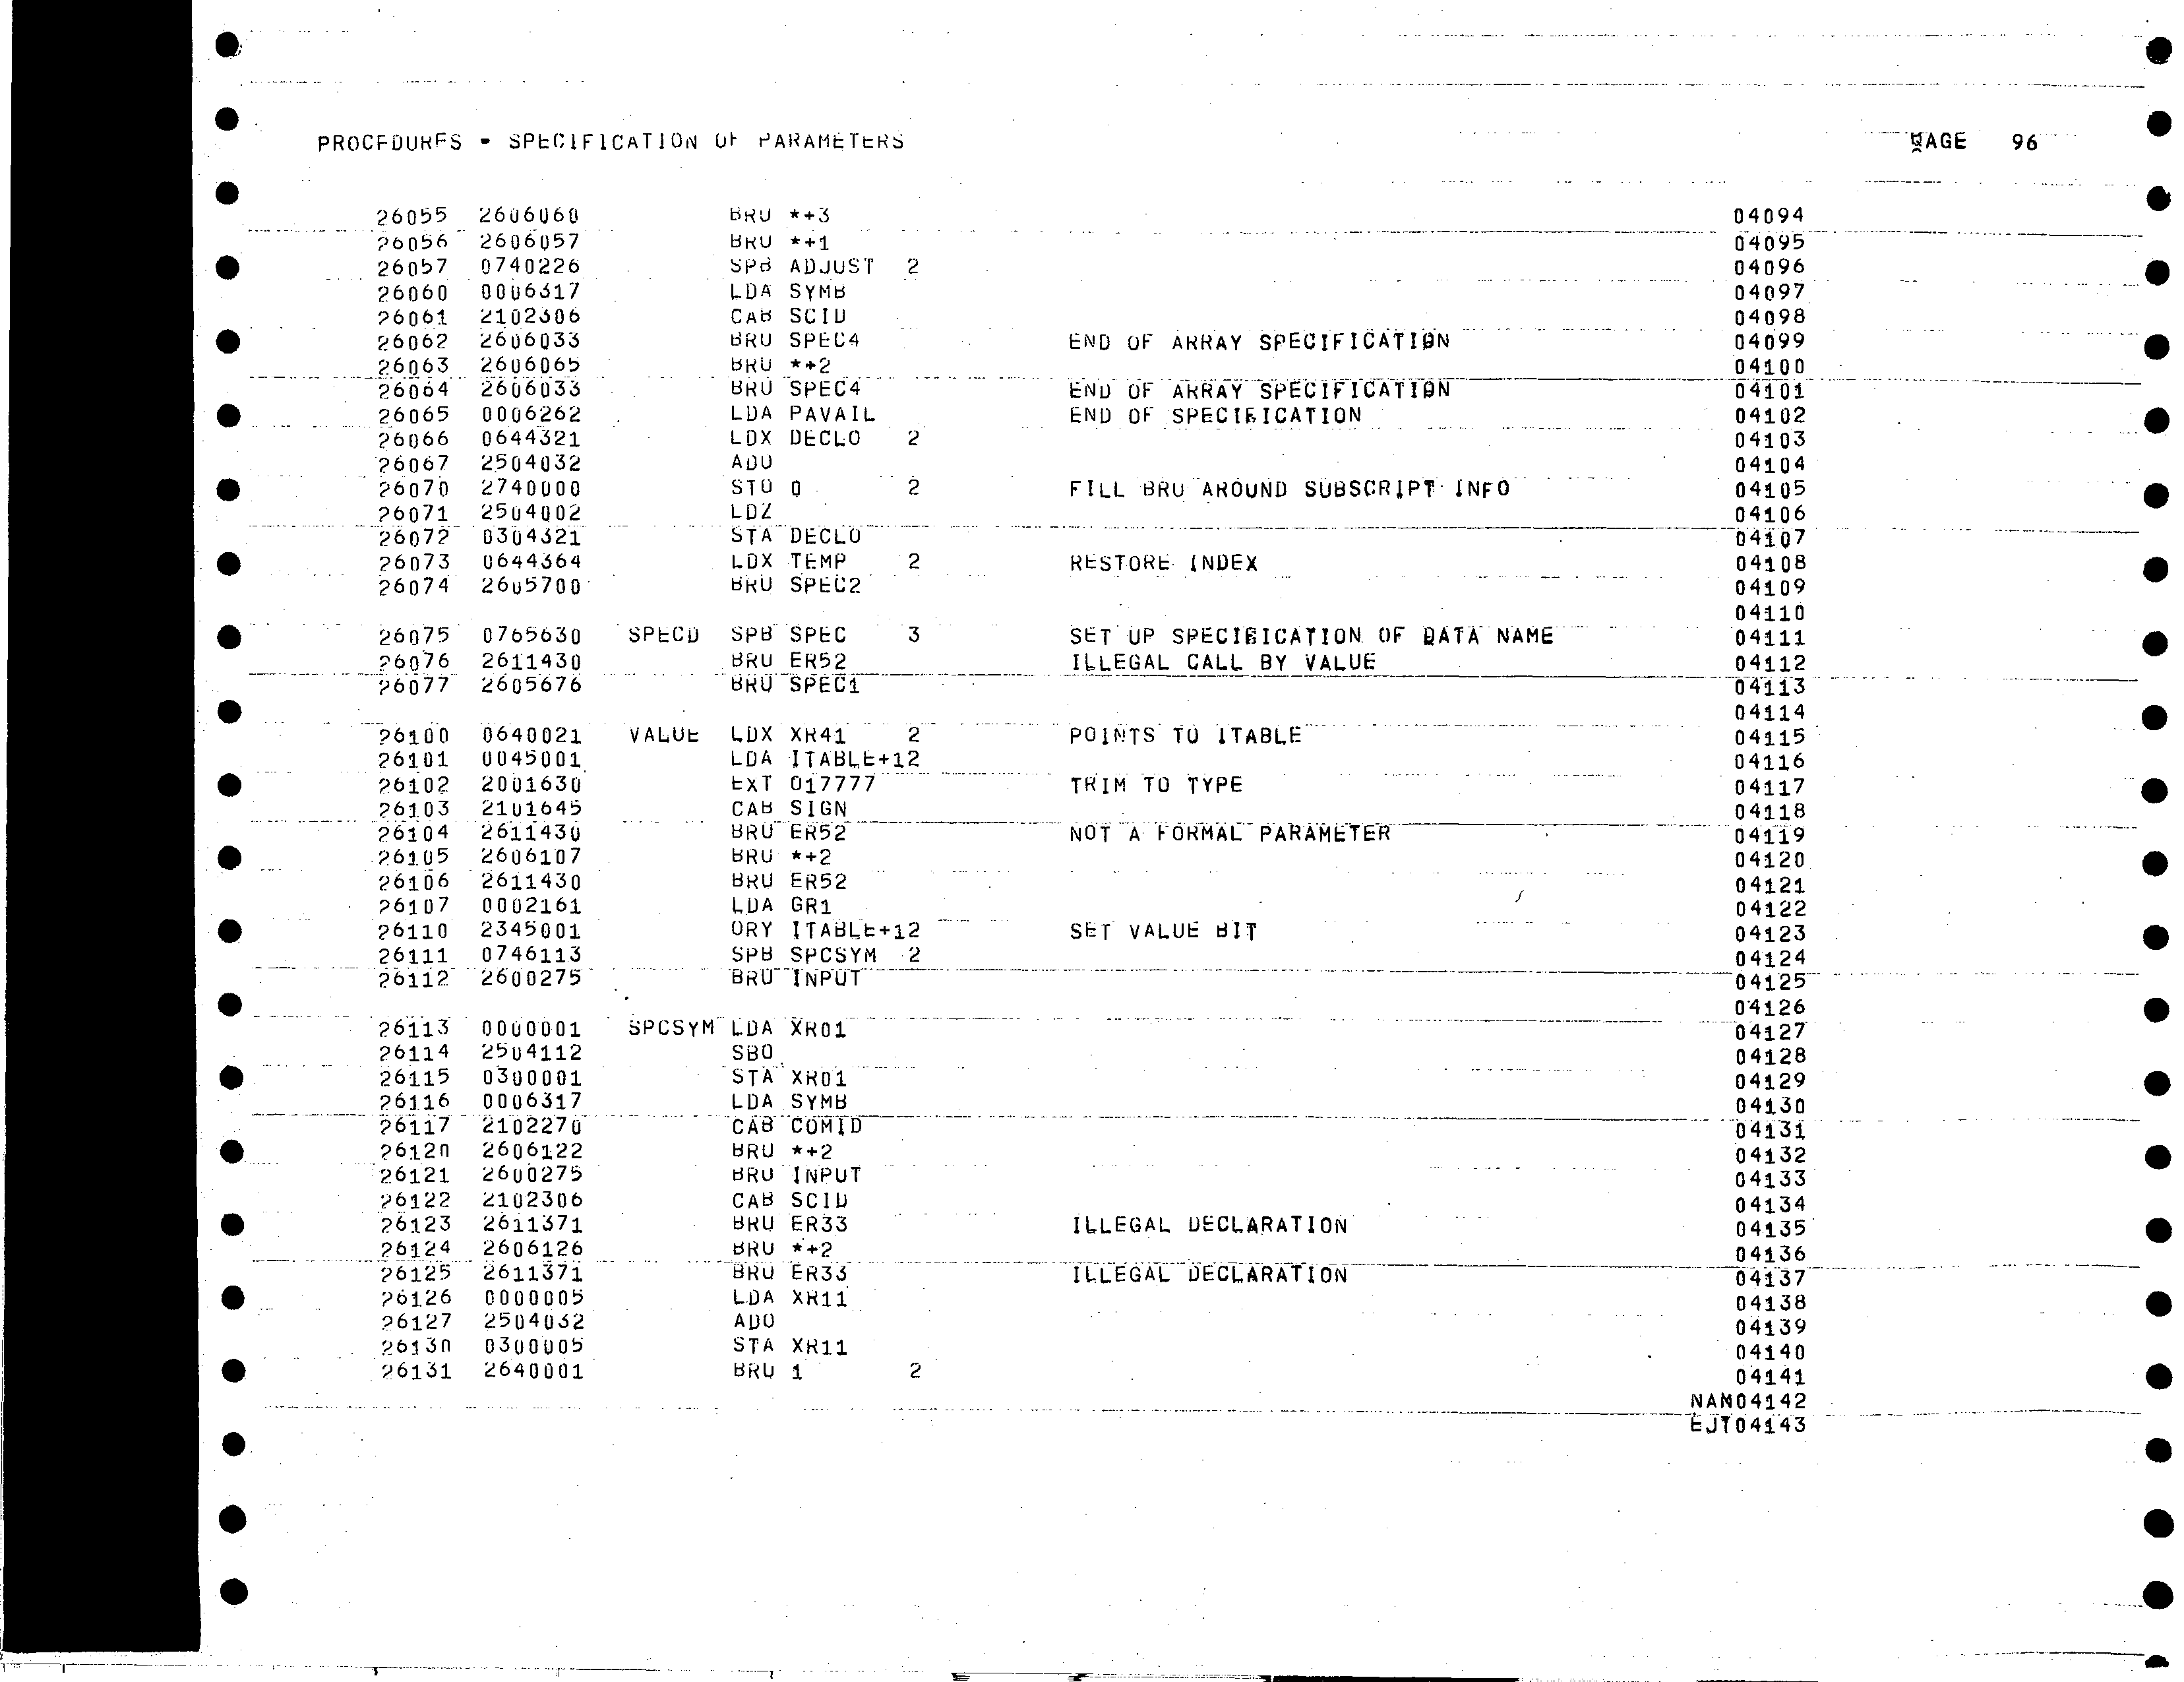 PROCEDURES - SPECIFICATION OF PARAMETERS PAGE 96
26055 2606060 BRU *+3 04094
26056 2606057 BRU *+1 04095
26057 0740226 SPB ADJUST 2 04096
26060 0006317 LDA SYMB 04097
26061 2102306 CAB SCID 04098
26062 2606033 BRU SPEC4 END OF ARRAY SPECIFICATION 04099
26063 2606065 BRU *+2 04100
26064 2606033 BRU SPEC4 END OF ARRAY SPECIFICATION 04101
26065 0006262 LDA PAVAIL END OF SPECIFICATION 04102
26066 0644321 LDX DECLO 2 04103
26067 2504032 ADO 04104
26070 2740000 STO 0 2 FILL BRU AROUND SUBSCRIPT INFO 04105
26071 2504002 LDZ 04106
26072 0304321 STA DECLO 04107
26073 0644364 LDX TEMP 2 RESTORE INDEX 04108
26074 2605700 BRU SPEC2 04109
04110
26075 0765630 SPECD SPB SPEC 3 SET UP SPECIFICATION OF DATA NAME 04111
26076 2611430 BRU ER52 ILLEGAL CALL BY VALUE 04112
26077 2605676 BRU SPEC1 04113
04114
26100 0640021 VALUE LDX XR41 2 POINTS TO ITABLE 04115
26101 0045001 LDA ITABLE+12 04116
26102 2001630 EXT O17777 TRIM TO TYPE 04117
26103 2101645 CAB SIGN 04118
26104 2611430 BRU ER52 NOT A FORMAL PARAMETER 04119
26105 2606107 BRU *+2 04120
26106 2611430 BRU ER52 04121
26107 0002161 LDA GR1 04122
26110 2345001 ORY ITABLE+12 SET VALUE BIT 04123
26111 0746113 SPB SPCSYM 2 04124
26112 2600275 BRU INPUT 04125
04126
26113 0000001 SPCSYM LDA XR01 04127
26114 2504112 SBO 04128
26115 0300001 STA XR01 04129
26116 0006317 LDA SYMB 04130
26117 2102270 CAB COMID 04131
26120 2606122 BRU *+2 04132
26121 2600275 BRU INPUT 04133
26122 2102306 CAB SCID 04134
26123 2611371 BRU ER33 ILLEGAL DECLARATION 04135
26124 2606126 BRU *+2 04136
26125 2611371 BRU ER33 ILLEGAL DECLARATION 04137
26126 0000005 LDA XR11 04138
26127 2504032 ADO 04139
26130 0300005 STA XR11 04140
26131 2640001 BRU 1 2 04141
NAM04142
EJT04143